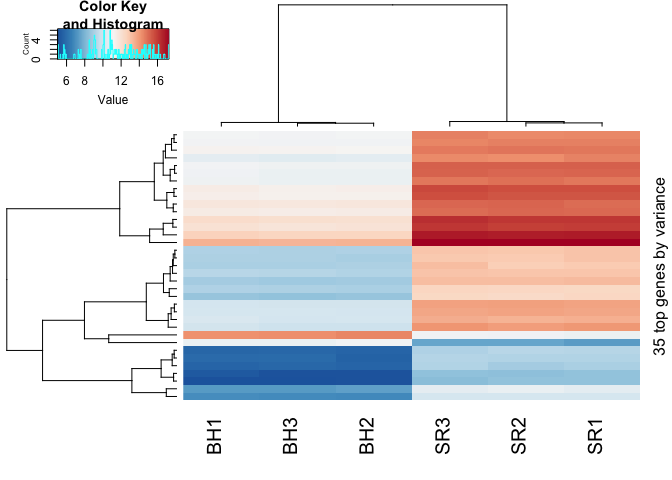 Color Key
and Histogram
Count
0 4
6 8 12 16
Value
35 top genes by variance
BH1 BH3 BH2 SR3 SR2 SR1